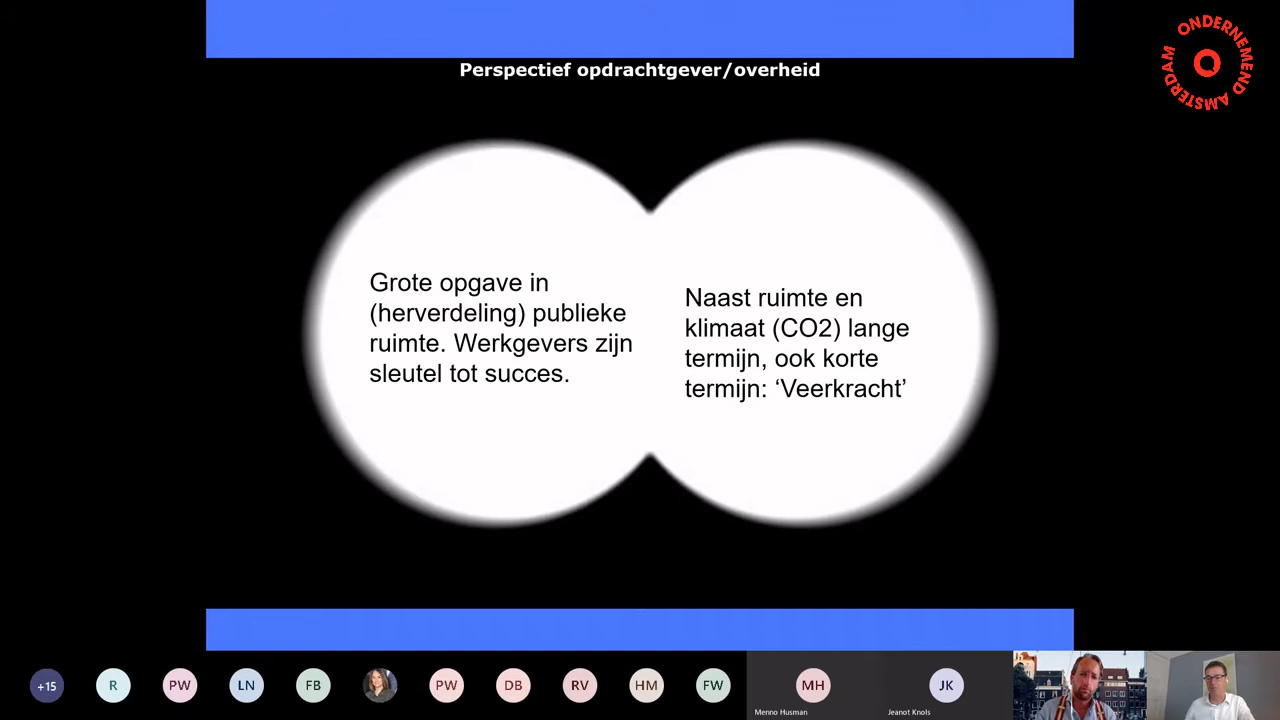 Perspectief opdrachtgever/overheid
ONDERNEMEND AMSTERDAM
Grote opgave in
(herverdeling) publieke
ruimte. Werkgevers zijn
sleutel tot succes.
Naast ruimte en
klimaat (CO2) lange
termijn, ook korte
termijn: ‘Veerkracht’
+15
R
PW
LN
FB
PW
DB
RV
HM
FW
MH
JK
Menno Husman
Jeanot Knols